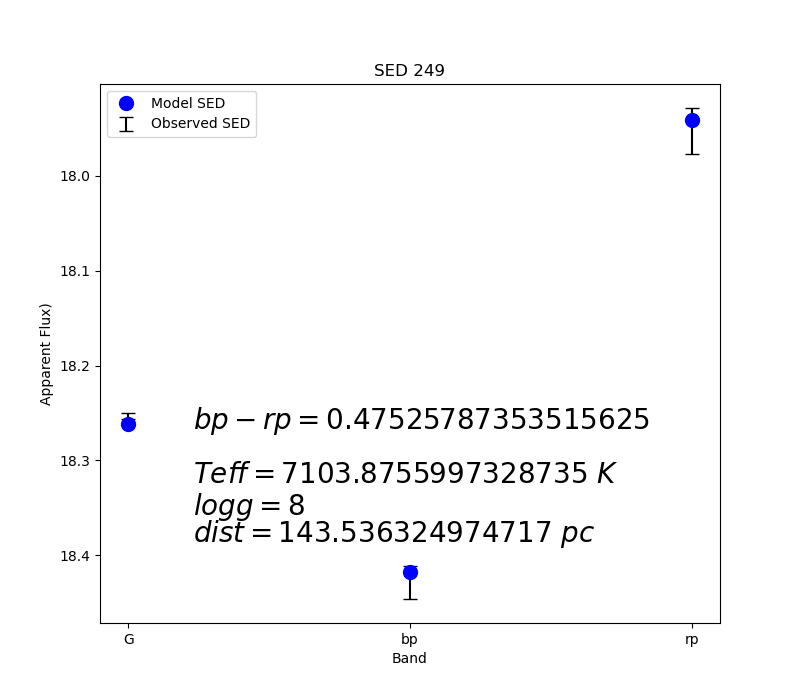 SED 249
Model SED
Observed SED
18.0
18.1
18.2
18.3
18.4
Apparent Flux)
bp − rp = 0.47525787353515625
Teff = 7103.8755997328735 K
logg = 8
dist = 143.536324974717 pc
G
bp
rp
Band